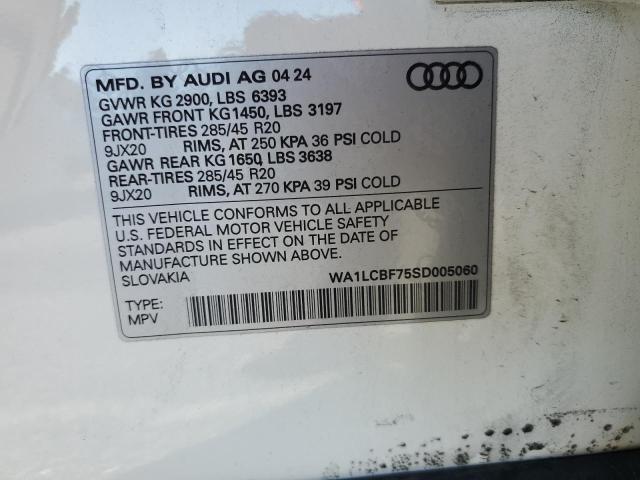 MFD. BY AUDI AG 04 24
GVWR KG 2900, LBS 6393
GAWR FRONT KG1450, LBS 3197
FRONT-TIRES 285/45 R20
9JX20 RIMS, AT 250 KPA 36 PSI COLD
GAWR REAR KG 1650, LBS 3638
REAR-TIRES 285/45 R20
9JX20 RIMS, AT 270 KPA 39 PSI COLD
THIS VEHICLE CONFORMS TO ALL APPLICABLE
U.S. FEDERAL MOTOR VEHICLE SAFETY
STANDARDS IN EFFECT ON THE DATE OF
MANUFACTURE SHOWN ABOVE.
SLOVAKIA WA1LCBF75SD005060
TYPE:
MPV